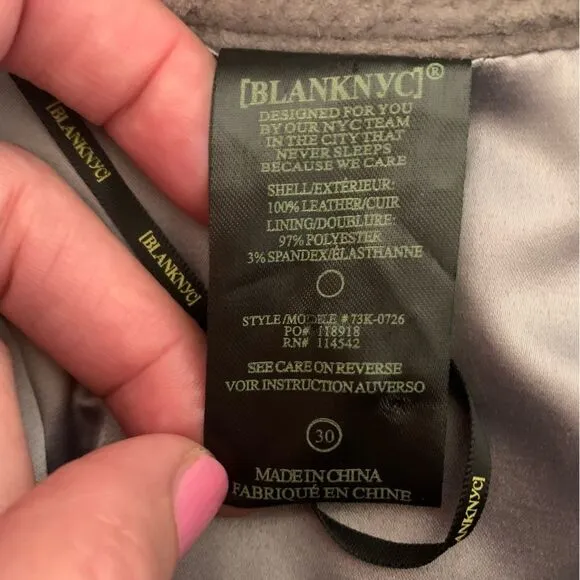 [BLANKNYC]®
DESIGNED FOR YOU
BY OUR NYC TEAM
IN THE CITY THAT
NEVER SLEEPS
BECAUSE WE CARE
SHELL/EXTERIEUR:
100% LEATHER/CUIR
LINING/DOUBLURE:
97% POLYESTER
3% SPANDEX/ÉLASTHANNE
STYLE/MODELE #73K-0726
PO# 118918
RN# 114542
SEE CARE ON REVERSE
VOIR INSTRUCTION AUVERSO
30
MADE IN CHINA
FABRIQUÉ EN CHINE
[BLANKNYC]
[BLANKNYC]
ANKNYC]